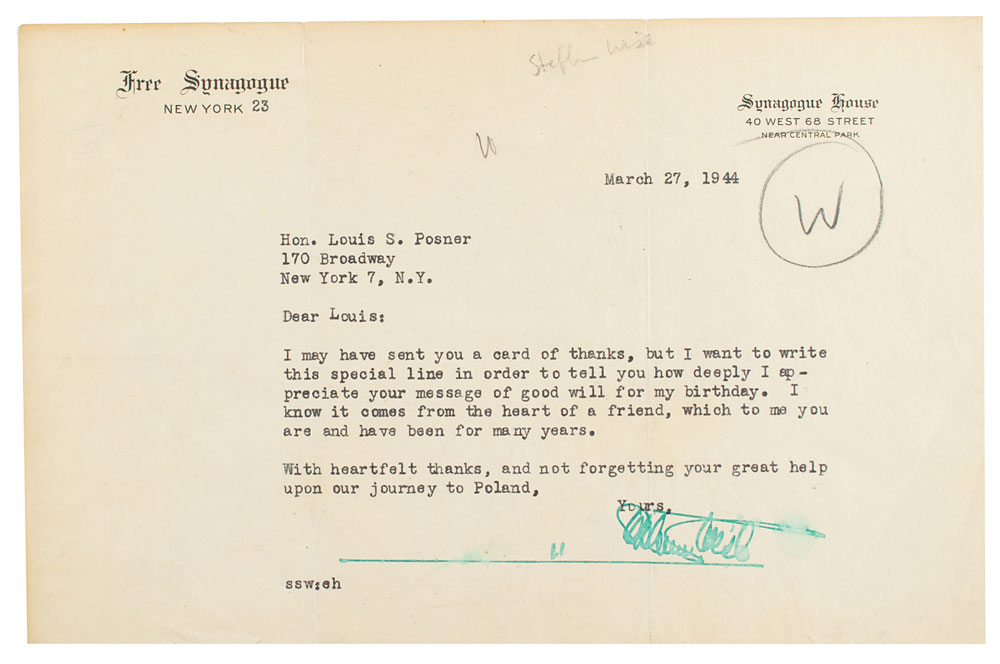 Stephen Wise
Free Synagogue
NEW YORK 23
Synagogue House
40 WEST 68 STREET
NEAR CENTRAL PARK
W
W
March 27, 1944
Hon. Louis S. Posner
170 Broadway
New York 7, N.Y.
Dear Louis:
I may have sent you a card of thanks, but I want to write
this special line in order to tell you how deeply I ap-
preciate your message of good will for my birthday. I
know it comes from the heart of a friend, which to me you
are and have been for many years.
With heartfelt thanks, and not forgetting your great help
upon our journey to Poland,
Yours,
Stephen Wise
ssw:eh